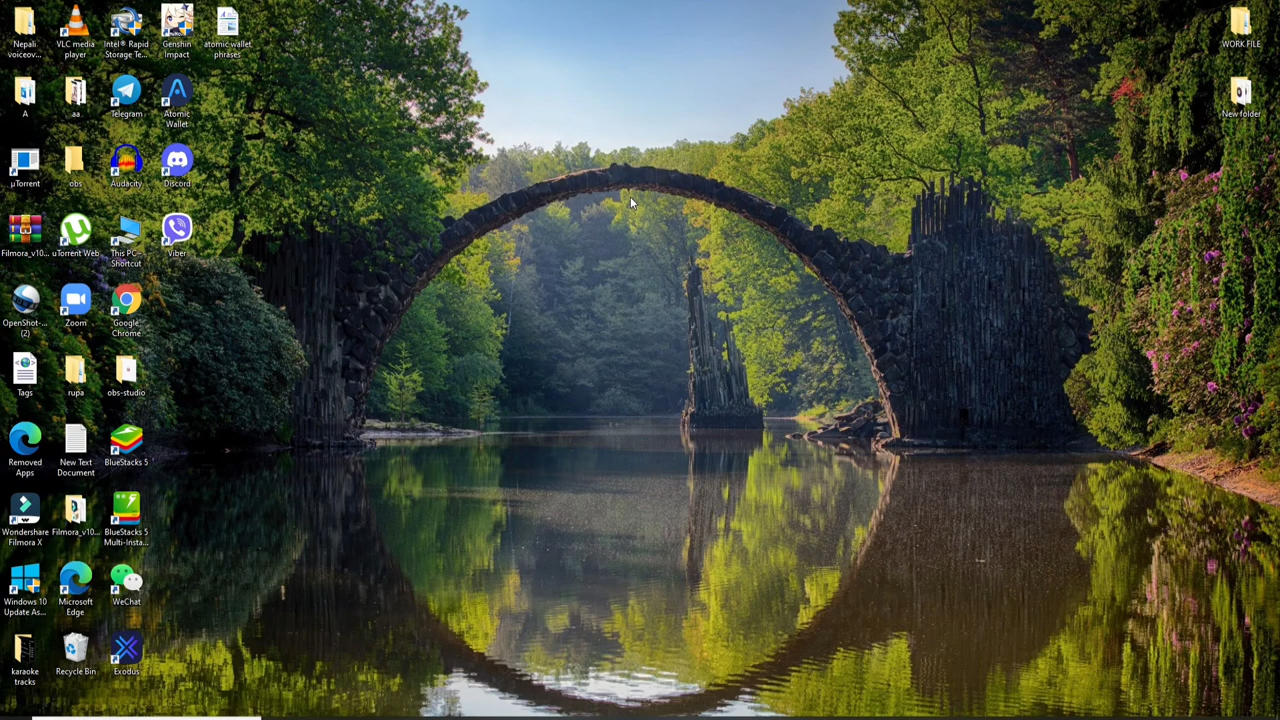 Nepali
voiceov...
VLC media
player
Intel® Rapid
Storage Te...
Genshin
Impact
atomic wallet
phrases
WORK FILE
A
aa
Telegram
Atomic
Wallet
New folder
µTorrent
obs
Audacity
Discord
Filmora_v10...
uTorrent Web
This PC -
Shortcut
Viber
OpenShot-...
(2)
Zoom
Google
Chrome
Tags
rupa
obs-studio
Removed
Apps
New Text
Document
BlueStacks 5
Wondershare
Filmora X
Filmora_v10...
BlueStacks 5
Multi-Insta...
Windows 10
Update As...
Microsoft
Edge
WeChat
karaoke
tracks
Recycle Bin
Exodus